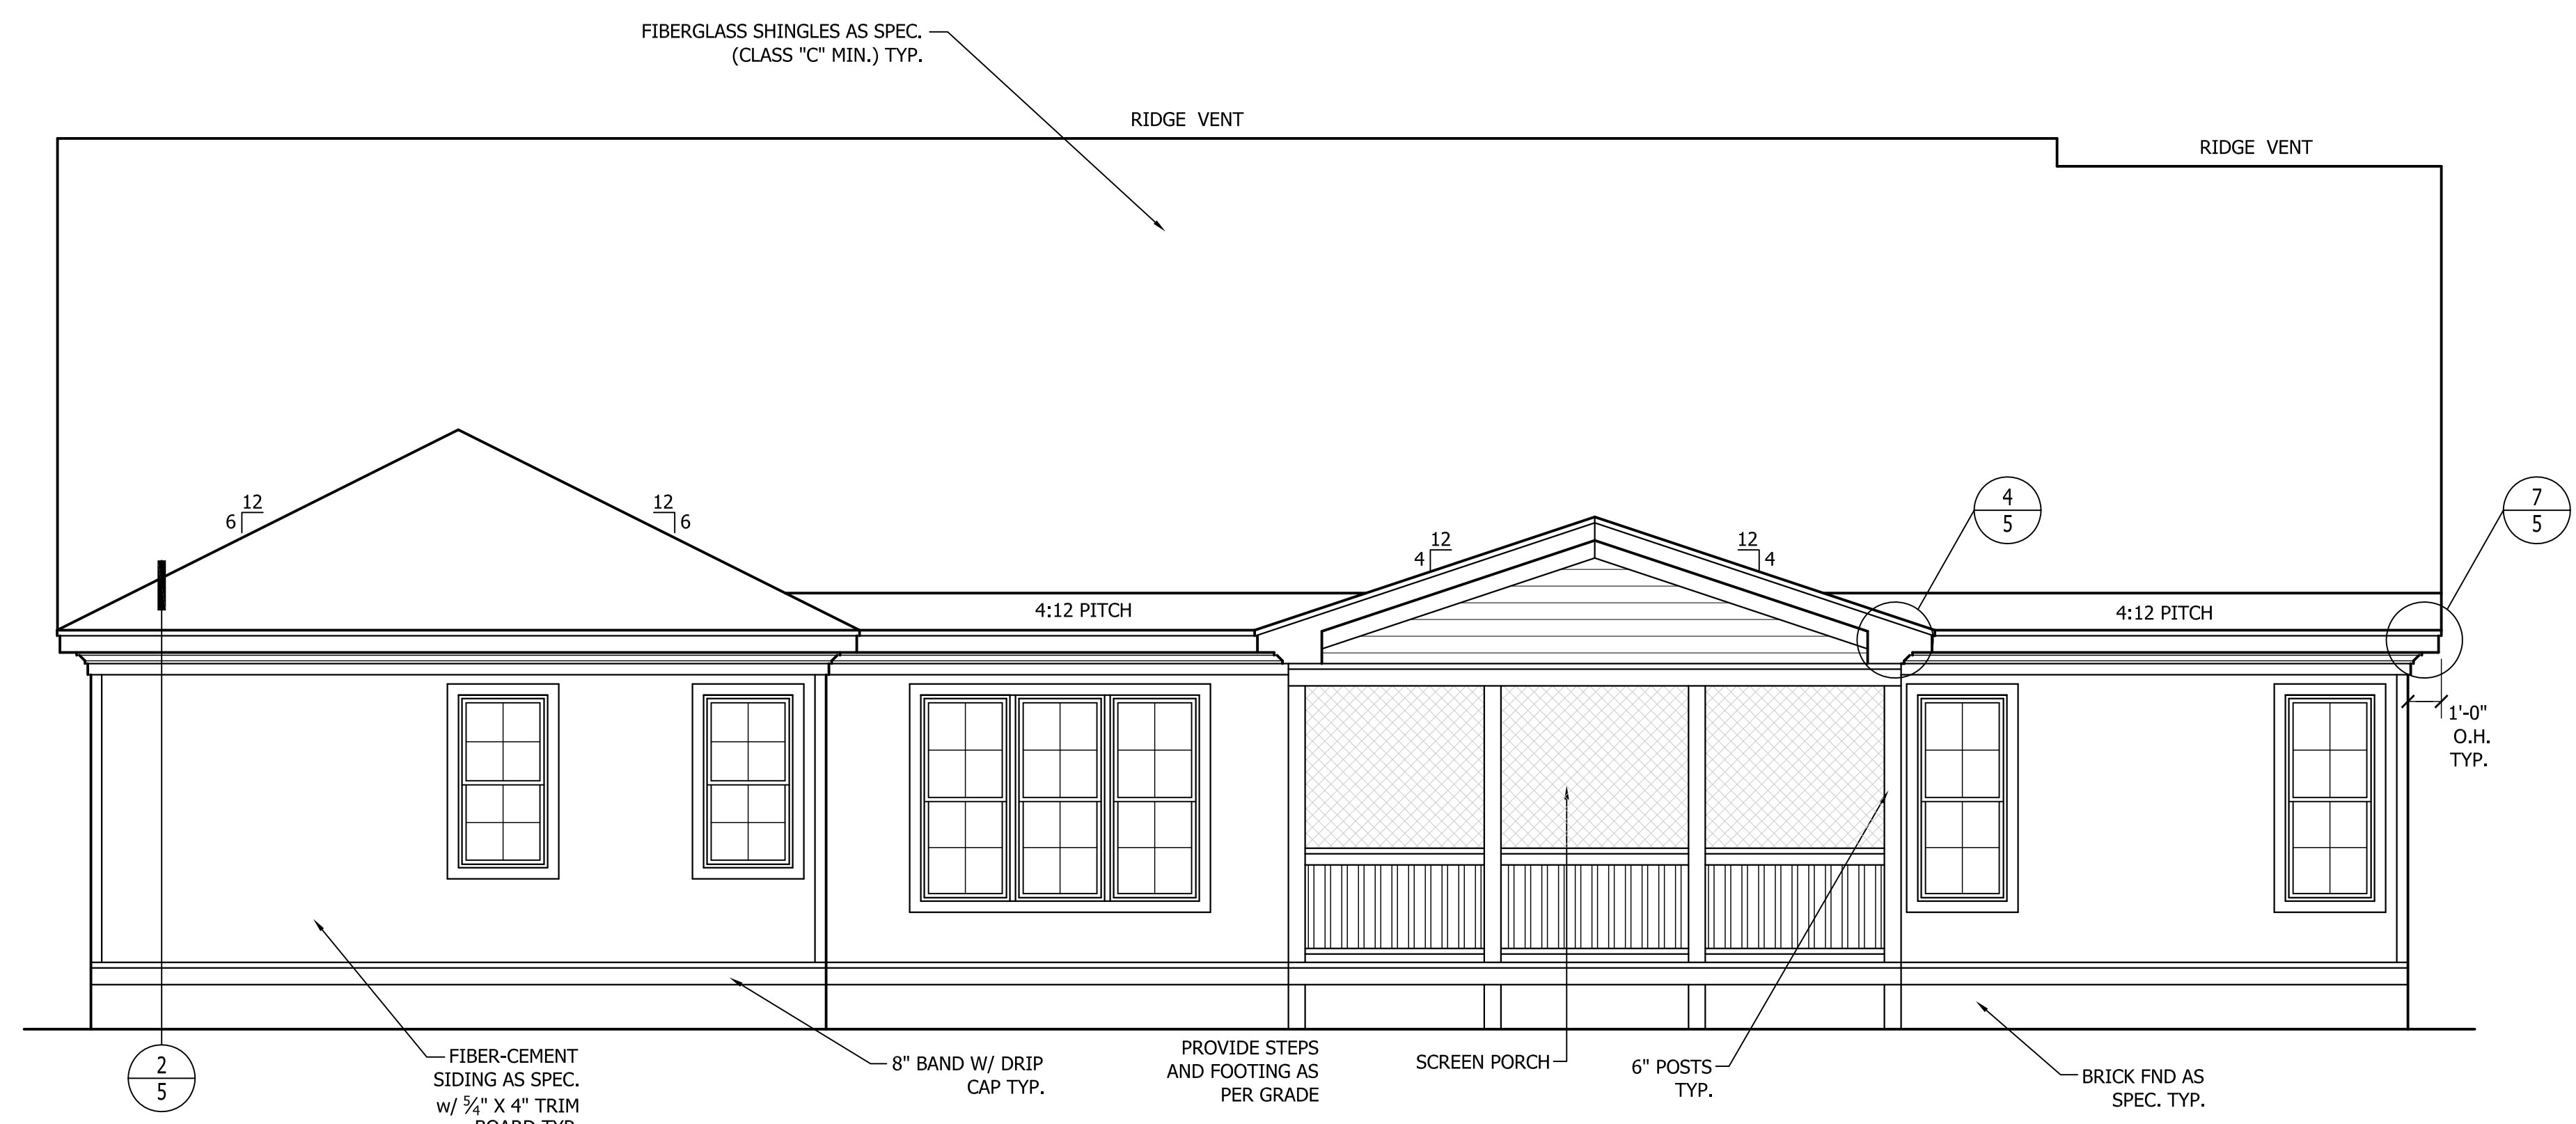 FIBERGLASS SHINGLES AS SPEC.
(CLASS "C" MIN.) TYP.
RIDGE  VENT
RIDGE  VENT
12
6
12
6
12
4
12
4
4
5
7
5
4:12 PITCH
4:12 PITCH
1'-0"
O.H.
TYP.
2
5
FIBER-CEMENT
SIDING AS SPEC.
w/ 5⁄4" X 4" TRIM
BOARD TYP.
8" BAND W/ DRIP
CAP TYP.
PROVIDE STEPS
AND FOOTING AS
PER GRADE
SCREEN PORCH
6" POSTS
TYP.
BRICK FND AS
SPEC. TYP.